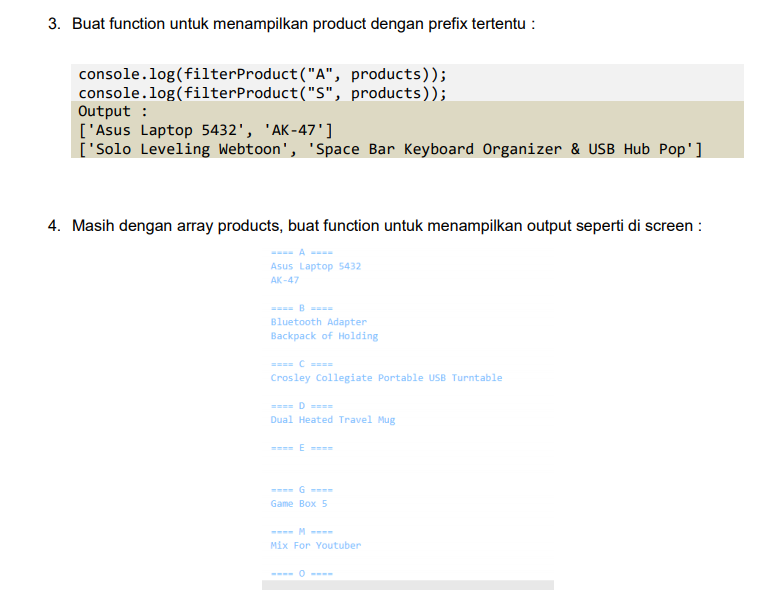 3. Buat function untuk menampilkan product dengan prefix tertentu :
console.log(filterProduct("A", products));
console.log(filterProduct("S", products));
Output :
['Asus Laptop 5432', 'AK-47']
['Solo Leveling Webtoon', 'Space Bar Keyboard Organizer & USB Hub Pop']
4. Masih dengan array products, buat function untuk menampilkan output seperti di screen :
==== A ====
Asus Laptop 5432
AK-47
==== B ====
Bluetooth Adapter
Backpack of Holding
==== C ====
Crosley Collegiate Portable USB Turntable
==== D ====
Dual Heated Travel Mug
==== E ====
==== G ====
Game Box 5
==== M ====
Mix For Youtuber
==== O ====